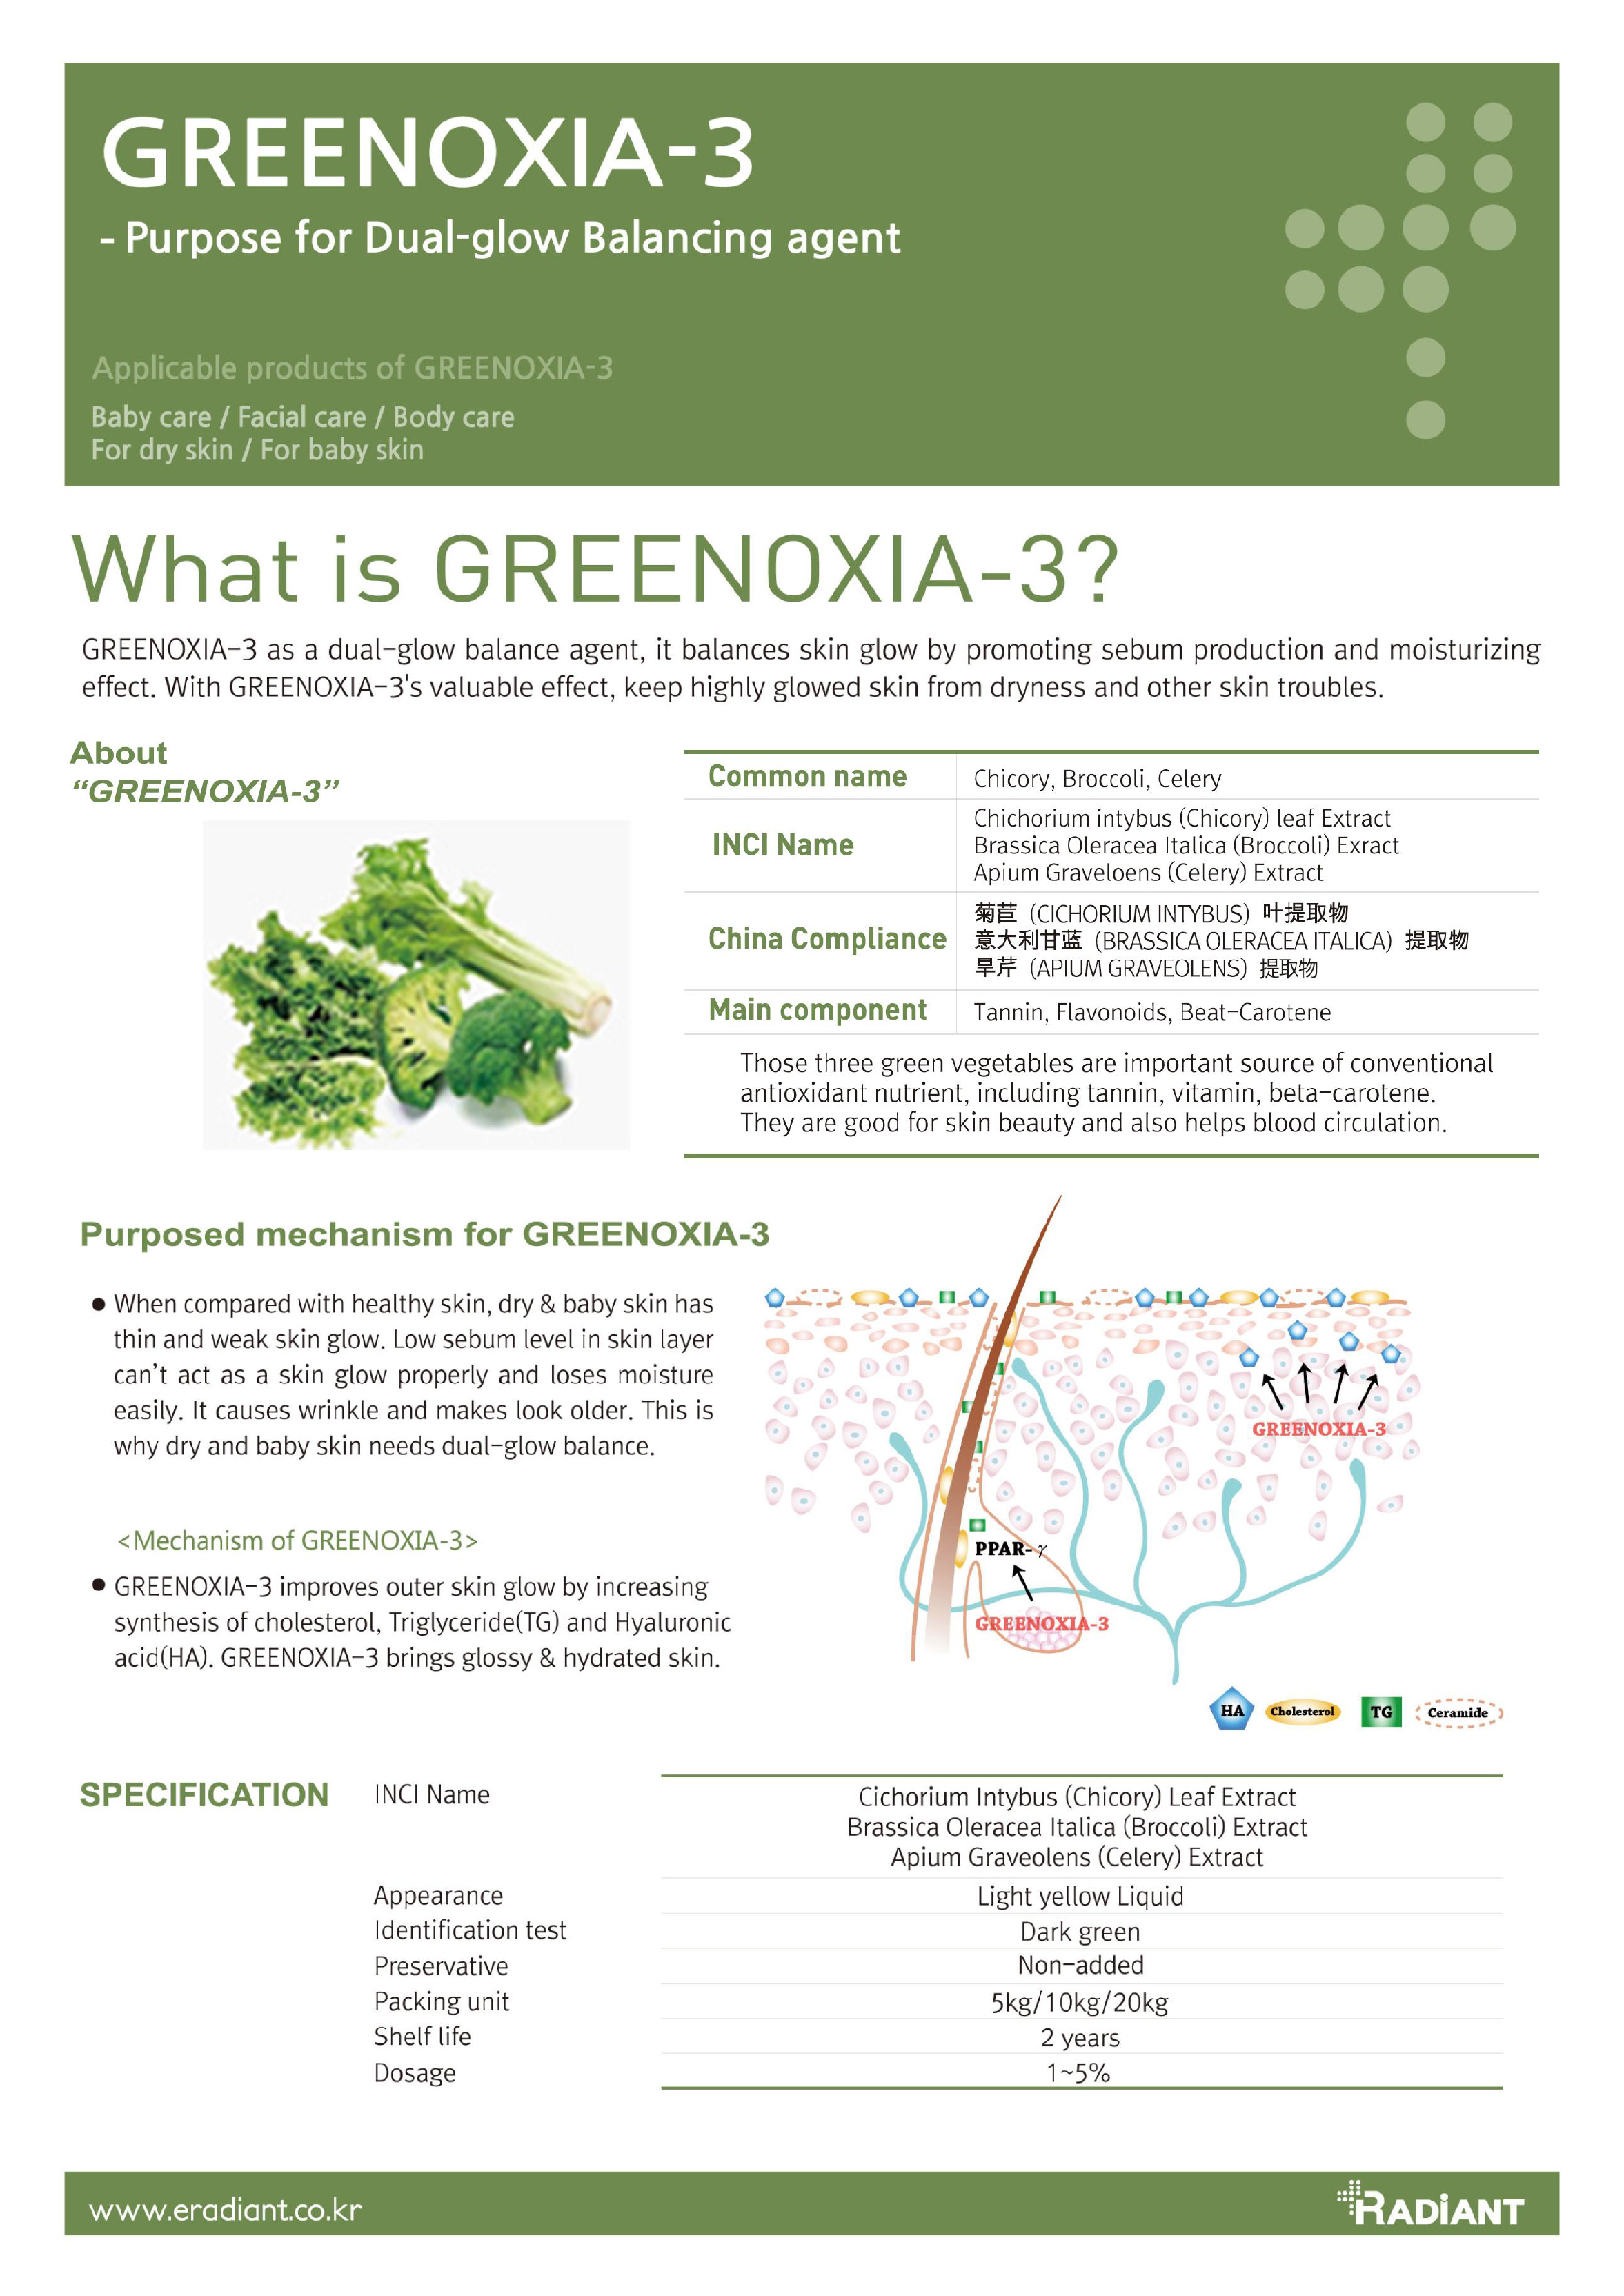 GREENOXIA-3
- Purpose for Dual-glow Balancing agent
Applicable products of GREENOXIA-3
Baby care / Facial care / Body care
For dry skin / For baby skin
What is GREENOXIA-3?
GREENOXIA-3 as a dual-glow balance agent, it balances skin glow by promoting sebum production and moisturizing
effect. With GREENOXIA-3's valuable effect, keep highly glowed skin from dryness and other skin troubles.
About
“GREENOXIA-3”
Common name
Chicory, Broccoli, Celery
INCI Name
Chichorium intybus (Chicory) leaf Extract
Brassica Oleracea Italica (Broccoli) Exract
Apium Graveloens (Celery) Extract
China Compliance
菊苣 (CICHORIUM INTYBUS) 叶提取物
意大利甘蓝 (BRASSICA OLERACEA ITALICA) 提取物
旱芹 (APIUM GRAVEOLENS) 提取物
Main component
Tannin, Flavonoids, Beat-Carotene
Those three green vegetables are important source of conventional
antioxidant nutrient, including tannin, vitamin, beta-carotene.
They are good for skin beauty and also helps blood circulation.
Purposed mechanism for GREENOXIA-3
● When compared with healthy skin, dry & baby skin has
thin and weak skin glow. Low sebum level in skin layer
can't act as a skin glow properly and loses moisture
easily. It causes wrinkle and makes look older. This is
why dry and baby skin needs dual-glow balance.
<Mechanism of GREENOXIA-3>
● GREENOXIA-3 improves outer skin glow by increasing
synthesis of cholesterol, Triglyceride(TG) and Hyaluronic
acid(HA). GREENOXIA-3 brings glossy & hydrated skin.
GREENOXIA-3
PPAR-γ
GREENOXIA-3
HA
Cholesterol
TG
Ceramide
SPECIFICATION
INCI Name
Cichorium Intybus (Chicory) Leaf Extract
Brassica Oleracea Italica (Broccoli) Extract
Apium Graveolens (Celery) Extract
Appearance
Light yellow Liquid
Identification test
Dark green
Preservative
Non-added
Packing unit
5kg/10kg/20kg
Shelf life
2 years
Dosage
1~5%
www.eradiant.co.kr
RADiANT